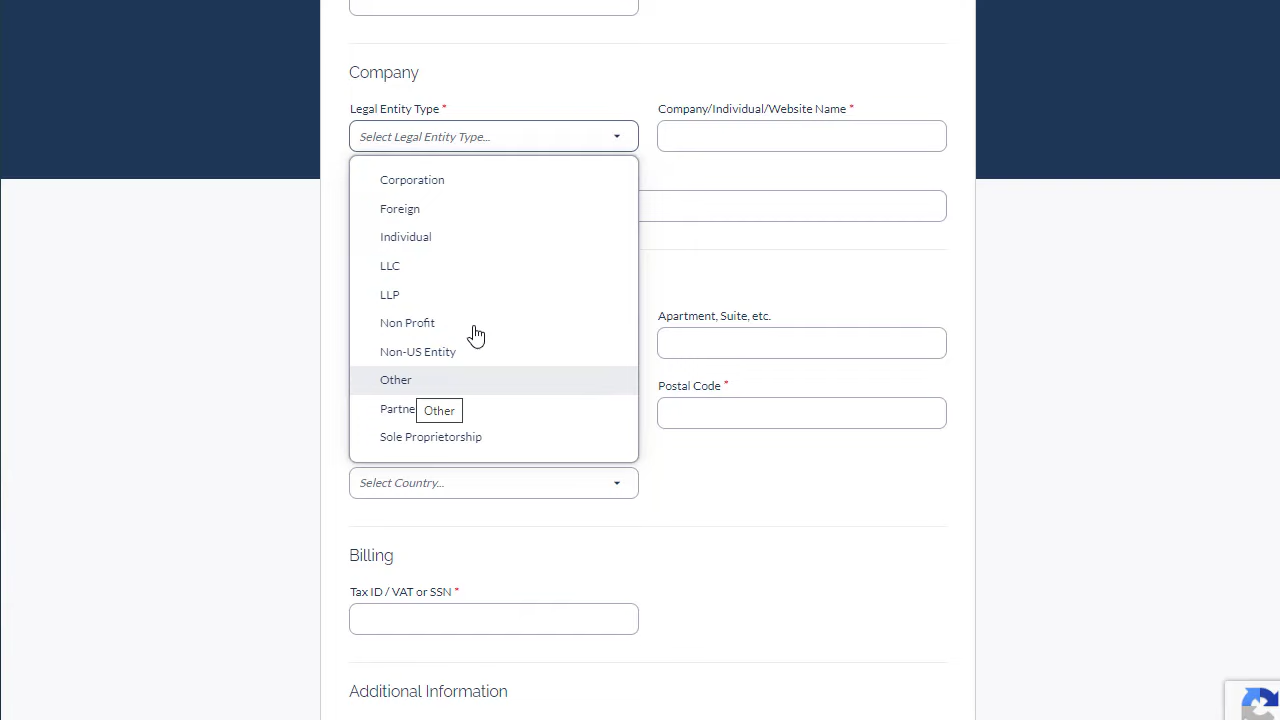 Company
Legal Entity Type *
Company/Individual/Website Name *
Select Legal Entity Type...
Corporation
Foreign
Individual
LLC
LLP
Non Profit
Non-US Entity
Other
Partne
Other
Sole Proprietorship
Apartment, Suite, etc.
Postal Code *
Select Country...
Billing
Tax ID / VAT or SSN *
Additional Information